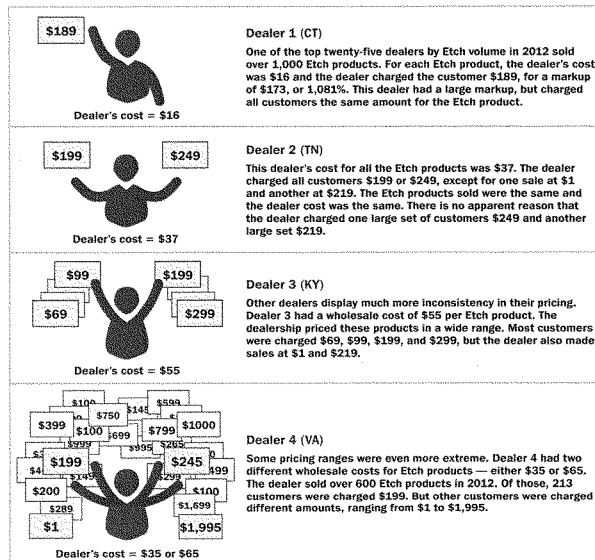 $189
Dealer's cost = $16
Dealer 1 (CT)
One of the top twenty-five dealers by Etch volume in 2012 sold
over 1,000 Etch products. For each Etch product, the dealer's cost
was $16 and the dealer charged the customer $189, for a markup
of $173, or 1,081%. This dealer had a large markup, but charged
all customers the same amount for the Etch product.
$199
$249
Dealer's cost = $37
Dealer 2 (TN)
This dealer's cost for all the Etch products was $37. The dealer
charged all customers $199 or $249, except for one sale at $1
and another at $219. The Etch products sold were the same and
the dealer cost was the same. There is no apparent reason that
the dealer charged one large set of customers $249 and another
large set $219.
$99
$199
$69
$299
Dealer's cost = $55
Dealer 3 (KY)
Other dealers display much more inconsistency in their pricing.
Dealer 3 had a wholesale cost of $55 per Etch product. The
dealership priced these products in a wide range. Most customers
were charged $69, $99, $199, and $299, but the dealer also made
sales at $1 and $219.
$750
$399
$100
$799
$1000
$199
$245
$200
$100
$289
$1,699
$1
$1,995
Dealer's cost = $35 or $65
Dealer 4 (VA)
Some pricing ranges were even more extreme. Dealer 4 had two
different wholesale costs for Etch products — either $35 or $65.
The dealer sold over 600 Etch products in 2012. Of those, 213
customers were charged $199. But other customers were charged
different amounts, ranging from $1 to $1,995.